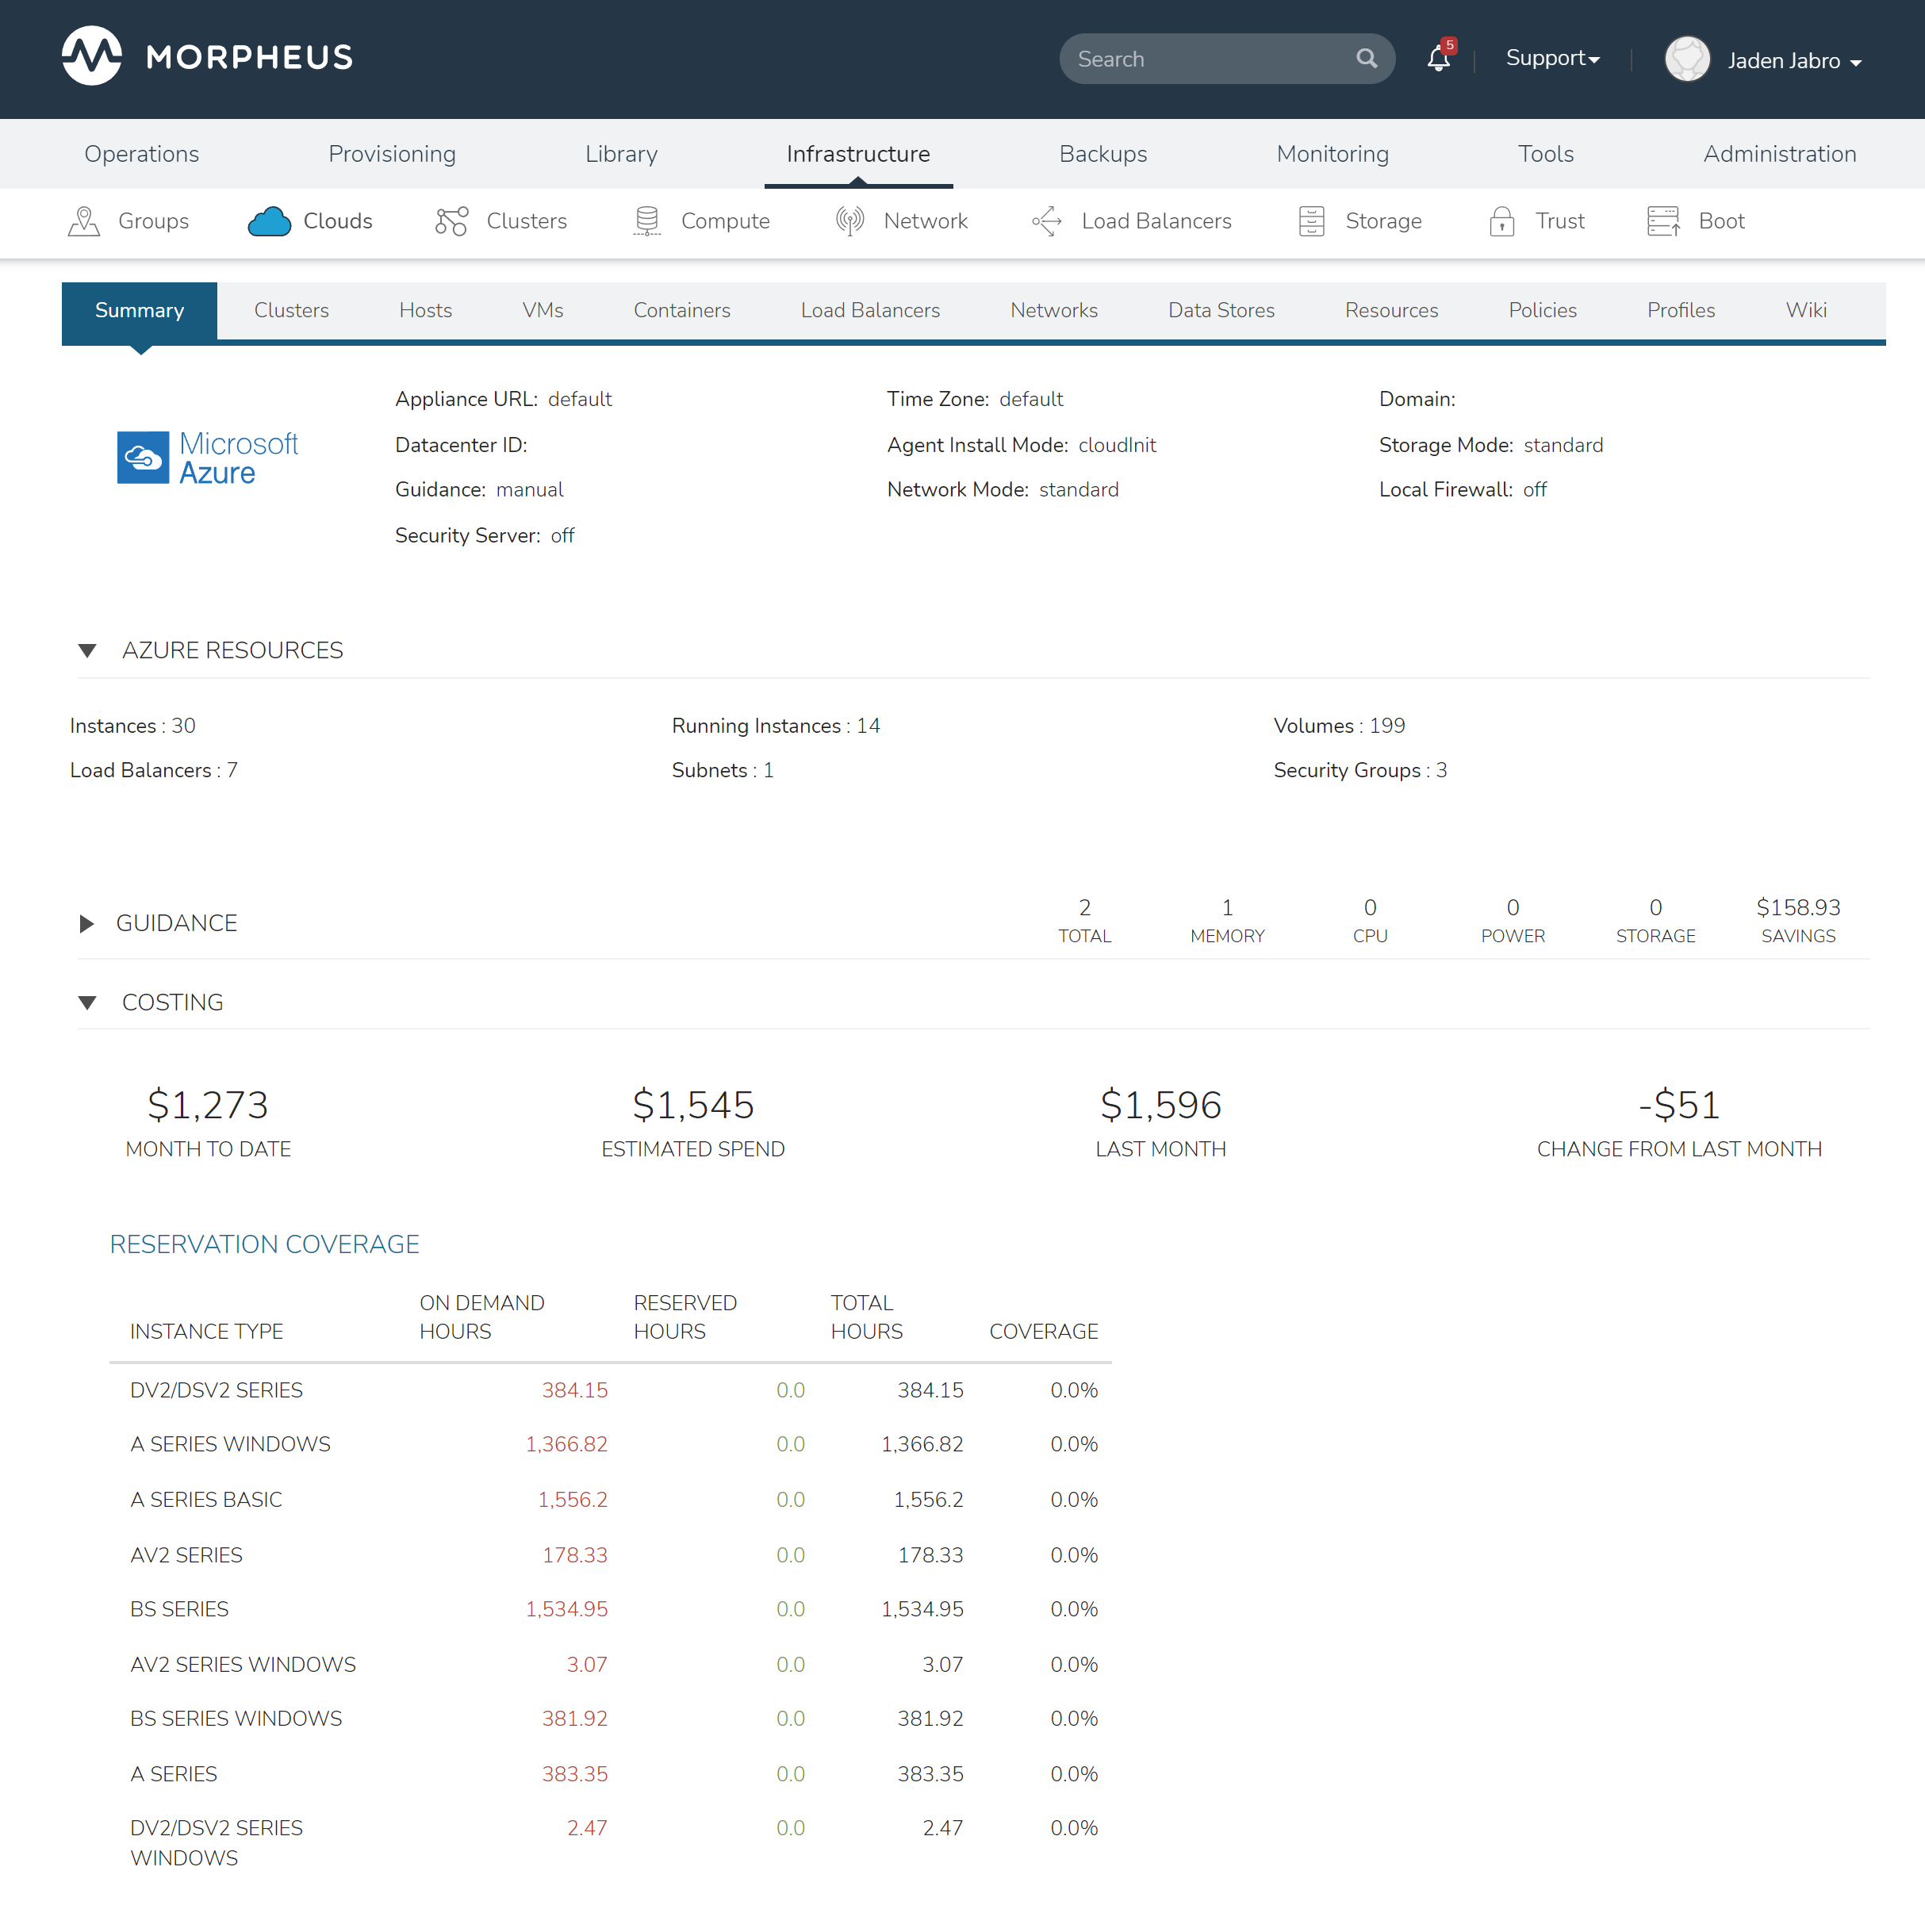 MORPHEUS
Search
5
Support
Jaden Jabro
Operations Provisioning Library Infrastructure Backups Monitoring Tools Administration
Groups Clouds Clusters Compute Network Load Balancers Storage Trust Boot
Summary Clusters Hosts VMs Containers Load Balancers Networks Data Stores Resources Policies Profiles Wiki
Microsoft
Azure
Appliance URL: default Time Zone: default Domain:
Datacenter ID: Agent Install Mode: cloudInit Storage Mode: standard
Guidance: manual Network Mode: standard Local Firewall: off
Security Server: off
AZURE RESOURCES
Instances : 30 Running Instances : 14 Volumes : 199
Load Balancers : 7 Subnets : 1 Security Groups : 3
GUIDANCE
2 1 0 0 0 $158.93
TOTAL MEMORY CPU POWER STORAGE SAVINGS
COSTING
$1,273 $1,545 $1,596 -$51
MONTH TO DATE ESTIMATED SPEND LAST MONTH CHANGE FROM LAST MONTH
RESERVATION COVERAGE
INSTANCE TYPE ON DEMAND HOURS RESERVED HOURS TOTAL HOURS COVERAGE
DV2/DSV2 SERIES 384.15 0.0 384.15 0.0%
A SERIES WINDOWS 1,366.82 0.0 1,366.82 0.0%
A SERIES BASIC 1,556.2 0.0 1,556.2 0.0%
AV2 SERIES 178.33 0.0 178.33 0.0%
BS SERIES 1,534.95 0.0 1,534.95 0.0%
AV2 SERIES WINDOWS 3.07 0.0 3.07 0.0%
BS SERIES WINDOWS 381.92 0.0 381.92 0.0%
A SERIES 383.35 0.0 383.35 0.0%
DV2/DSV2 SERIES 2.47 0.0 2.47 0.0%
WINDOWS